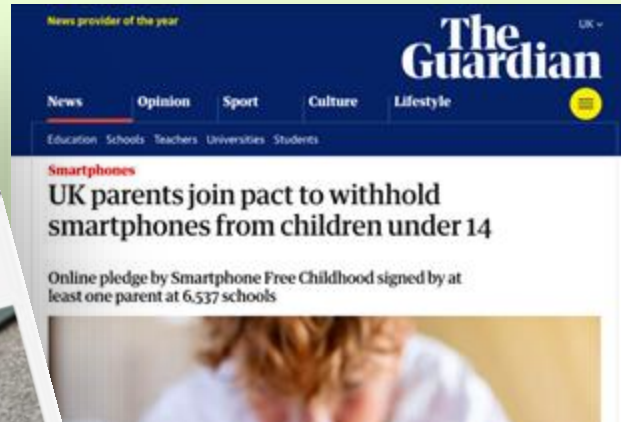 News provider of the year
The
Guardian
UK
News Opinion Sport Culture Lifestyle
Education Schools Teachers Universities Students
Smartphones
UK parents join pact to withhold
smartphones from children under 14
Online pledge by Smartphone Free Childhood signed by at
least one parent at 6,537 schools